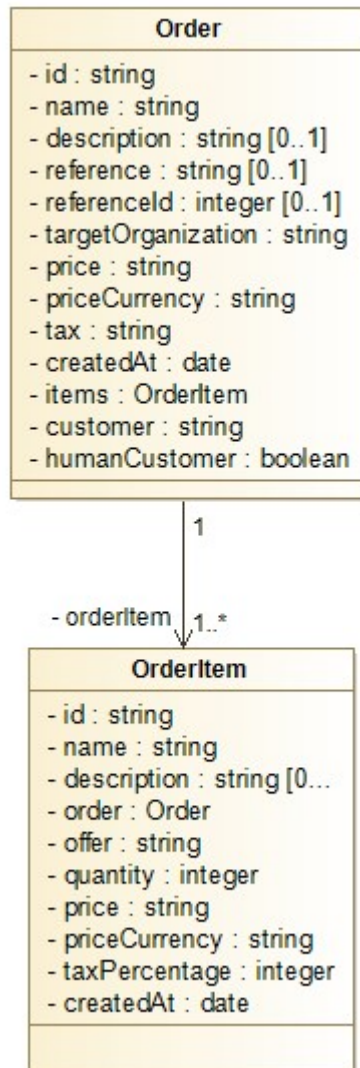 Order
- id : string
- name : string
- description : string [0..1]
- reference : string [0..1]
- referenceId : integer [0..1]
- targetOrganization : string
- price : string
- priceCurrency : string
- tax : string
- createdAt : date
- items : OrderItem
- customer : string
- humanCustomer : boolean
1
- orderItem 1..*
OrderItem
- id : string
- name : string
- description : string [0...
- order : Order
- offer : string
- quantity : integer
- price : string
- priceCurrency : string
- taxPercentage : integer
- createdAt : date